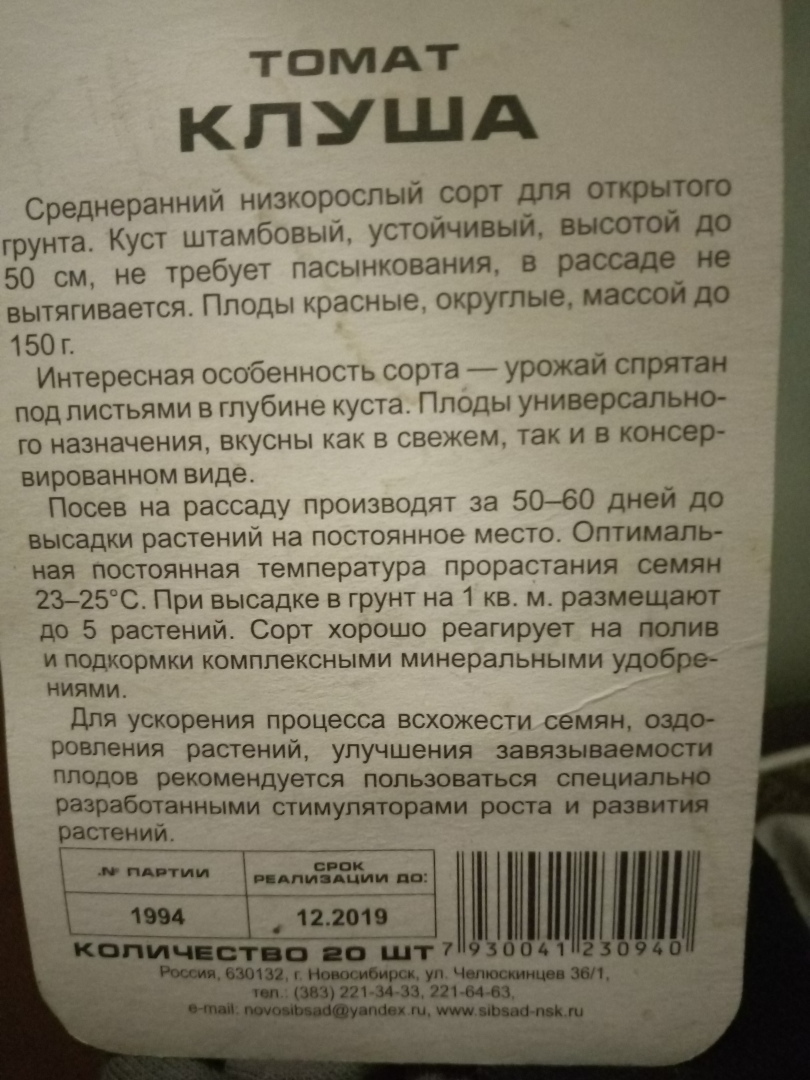 ТОМАТ
КЛУША
Среднеранний низкорослый сорт для открытого
грунта. Куст штамбовый, устойчивый, высотой до
50 см, не требует пасынкования, в рассаде не
вытягивается. Плоды красные, округлые, массой до
150 г.
Интересная особенность сорта — урожай спрятан
под листьями в глубине куста. Плоды универсально-
го назначения, вкусны как в свежем, так и в консер-
вированном виде.
Посев на рассаду производят за 50–60 дней до
высадки растений на постоянное место. Оптималь-
ная постоянная температура прорастания семян
23–25°С. При высадке в грунт на 1 кв. м. размещают
до 5 растений. Сорт хорошо реагирует на полив
и подкормки комплексными минеральными удобре-
ниями.
Для ускорения процесса всхожести семян, оздо-
ровления растений, улучшения завязываемости
плодов рекомендуется пользоваться специально
разработанными стимуляторами роста и развития
растений.
№ ПАРТИИ
СРОК
РЕАЛИЗАЦИИ ДО:
1994
12.2019
КОЛИЧЕСТВО 20 ШТ
7 930041 230940
Россия, 630132, г. Новосибирск, ул. Челюскинцев 36/1,
тел.: (383) 221-34-33, 221-64-63,
e-mail: novosibsad@yandex.ru, www.sibsad-nsk.ru